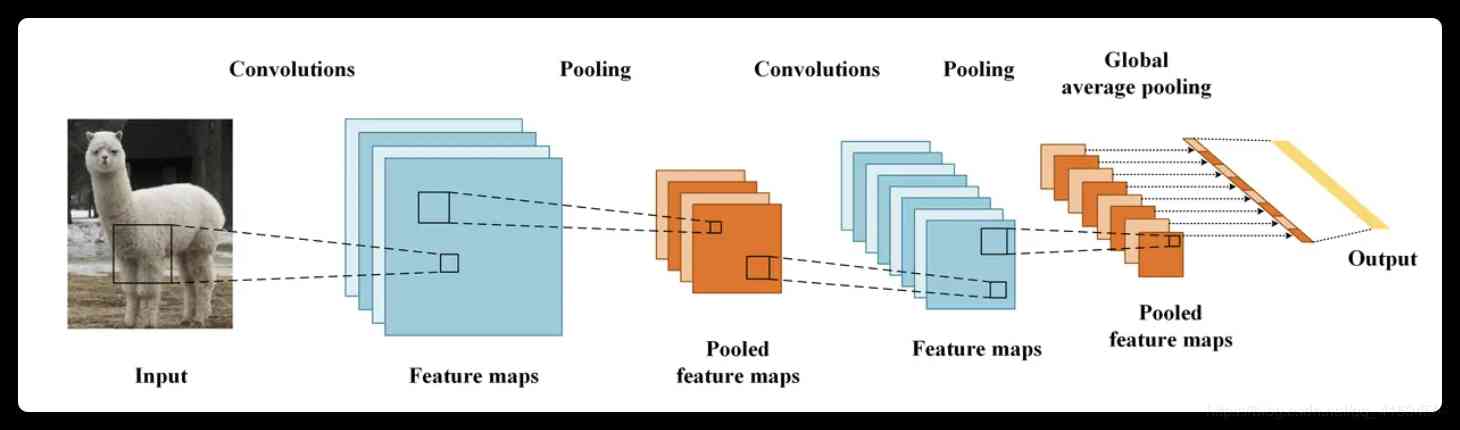 Convolutions
Pooling
Convolutions
Pooling
Global
average pooling
Input
Feature maps
Pooled
feature maps
Feature maps
Pooled
feature maps
Output